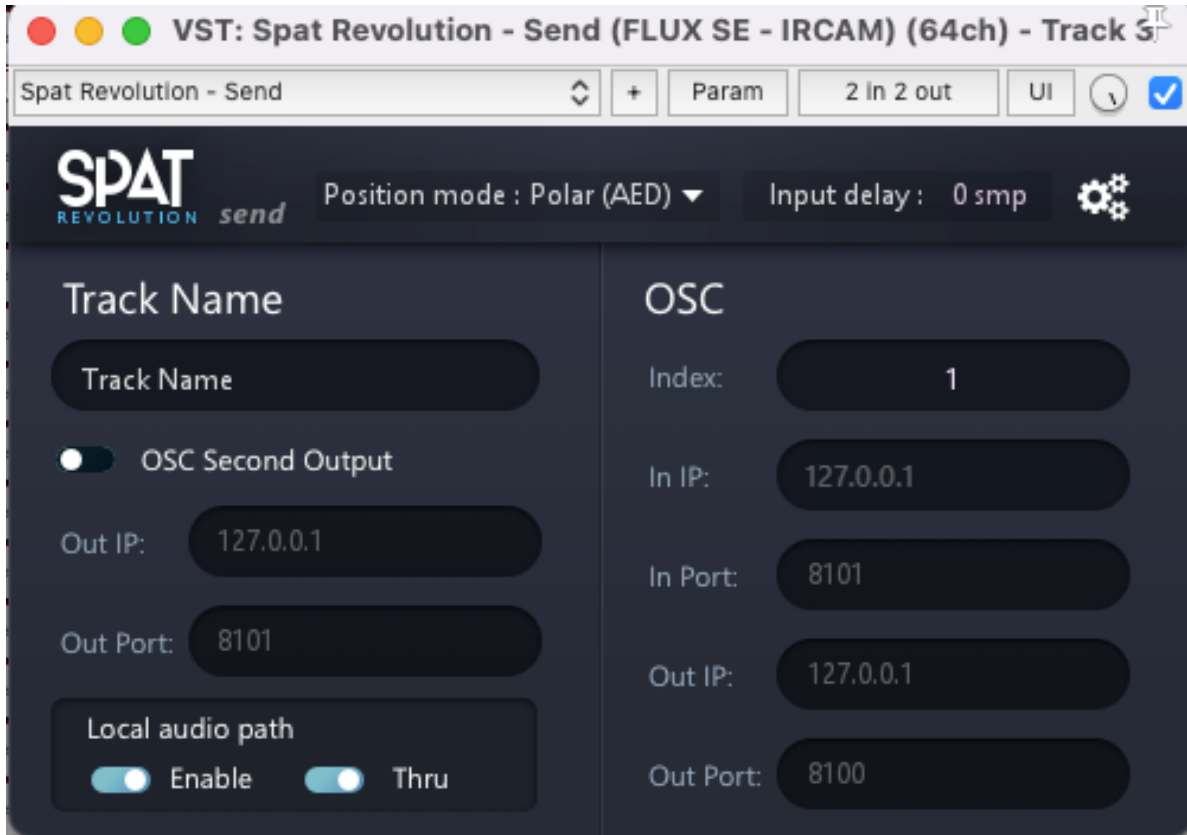 VST: Spat Revolution - Send (FLUX SE - IRCAM) (64ch) - Track 3
Spat Revolution - Send + Param 2 in 2 out UI
SPAT REVOLUTION send Position mode : Polar (AED) Input delay : 0 smp
Track Name
Track Name
OSC Second Output
Out IP: 127.0.0.1
Out Port: 8101
Local audio path
Enable Thru
OSC
Index: 1
In IP: 127.0.0.1
In Port: 8101
Out IP: 127.0.0.1
Out Port: 8100